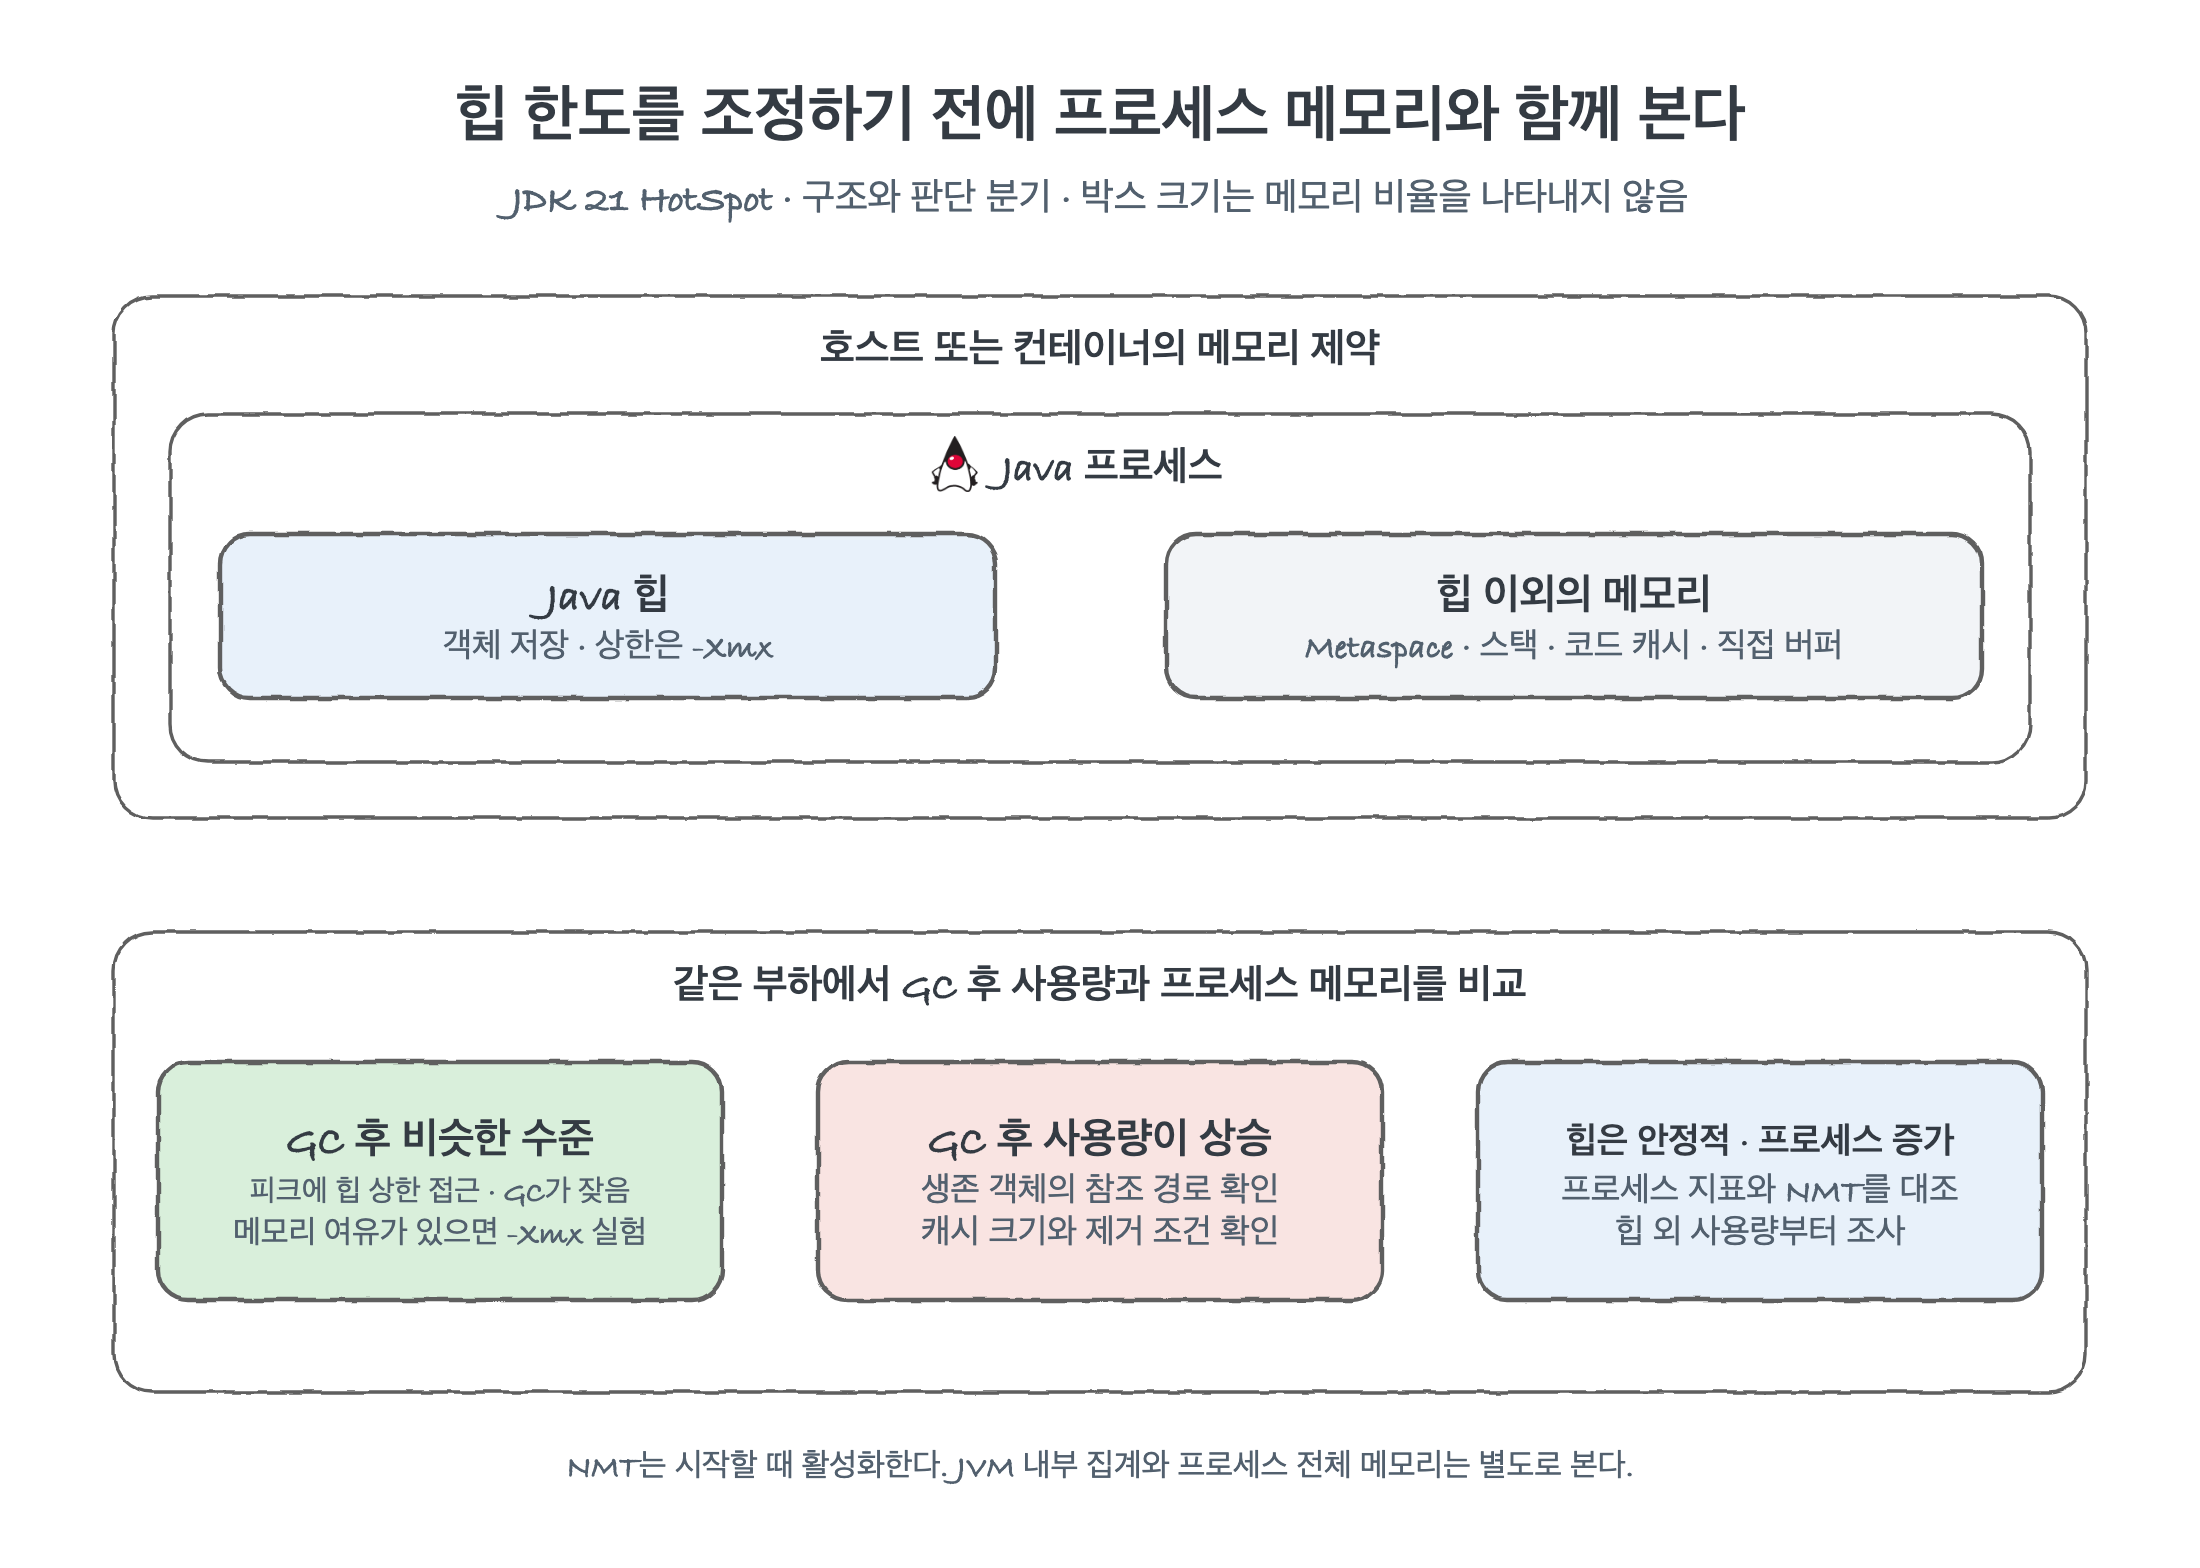 힙 한도를 조정하기 전에 프로세스 메모리와 함께 본다
JDK 21 HotSpot · 구조와 판단 분기 · 박스 크기는 메모리 비율을 나타내지 않음
호스트 또는 컨테이너의 메모리 제약
Java 프로세스
Java 힙
객체 저장 · 상한은 -Xmx
힙 이외의 메모리
Metaspace · 스택 · 코드 캐시 · 직접 버퍼
같은 부하에서 GC 후 사용량과 프로세스 메모리를 비교
GC 후 비슷한 수준
피크에 힙 상한 접근 · GC가 잦음
메모리 여유가 있으면 -Xmx 실험
GC 후 사용량이 상승
생존 객체의 참조 경로 확인
캐시 크기와 제거 조건 확인
힙은 안정적 · 프로세스 증가
프로세스 지표와 NMT를 대조
힙 외 사용량부터 조사
NMT는 시작할 때 활성화한다. JVM 내부 집계와 프로세스 전체 메모리는 별도로 본다.